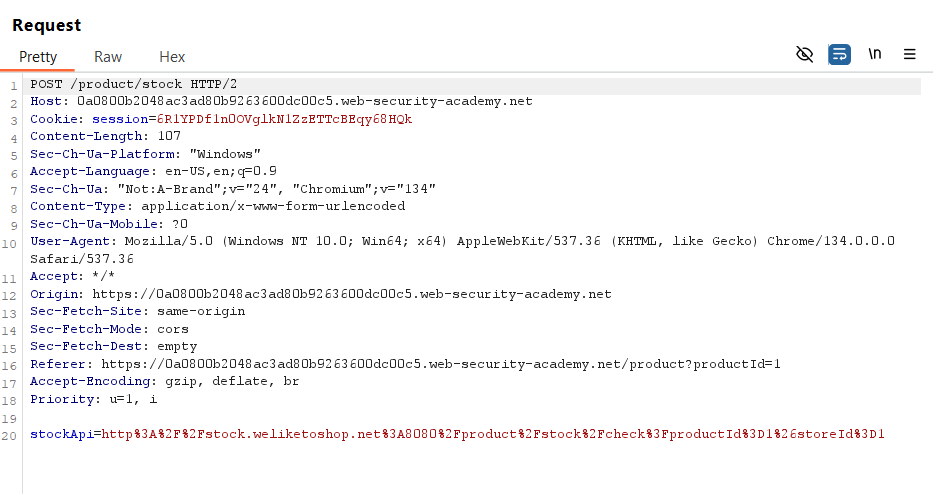 Request
Pretty Raw Hex \n
1 POST /product/stock HTTP/2
2 Host: 0a0800b2048ac3ad80b9263600dc00c5.web-security-academy.net
3 Cookie: session=6R1YPDf1n0OVglkN1ZzETTcBEqy68HQk
4 Content-Length: 107
5 Sec-Ch-Ua-Platform: "Windows"
6 Accept-Language: en-US,en;q=0.9
7 Sec-Ch-Ua: "Not:A-Brand";v="24", "Chromium";v="134"
8 Content-Type: application/x-www-form-urlencoded
9 Sec-Ch-Ua-Mobile: ?0
10 User-Agent: Mozilla/5.0 (Windows NT 10.0; Win64; x64) AppleWebKit/537.36 (KHTML, like Gecko) Chrome/134.0.0.0
Safari/537.36
11 Accept: */*
12 Origin: https://0a0800b2048ac3ad80b9263600dc00c5.web-security-academy.net
13 Sec-Fetch-Site: same-origin
14 Sec-Fetch-Mode: cors
15 Sec-Fetch-Dest: empty
16 Referer: https://0a0800b2048ac3ad80b9263600dc00c5.web-security-academy.net/product?productId=1
17 Accept-Encoding: gzip, deflate, br
18 Priority: u=1, i
19
20 stockApi=http%3A%2F%2Fstock.weliketoshop.net%3A8080%2Fproduct%2Fstock%2Fcheck%3FproductId%3D1%26storeId%3D1